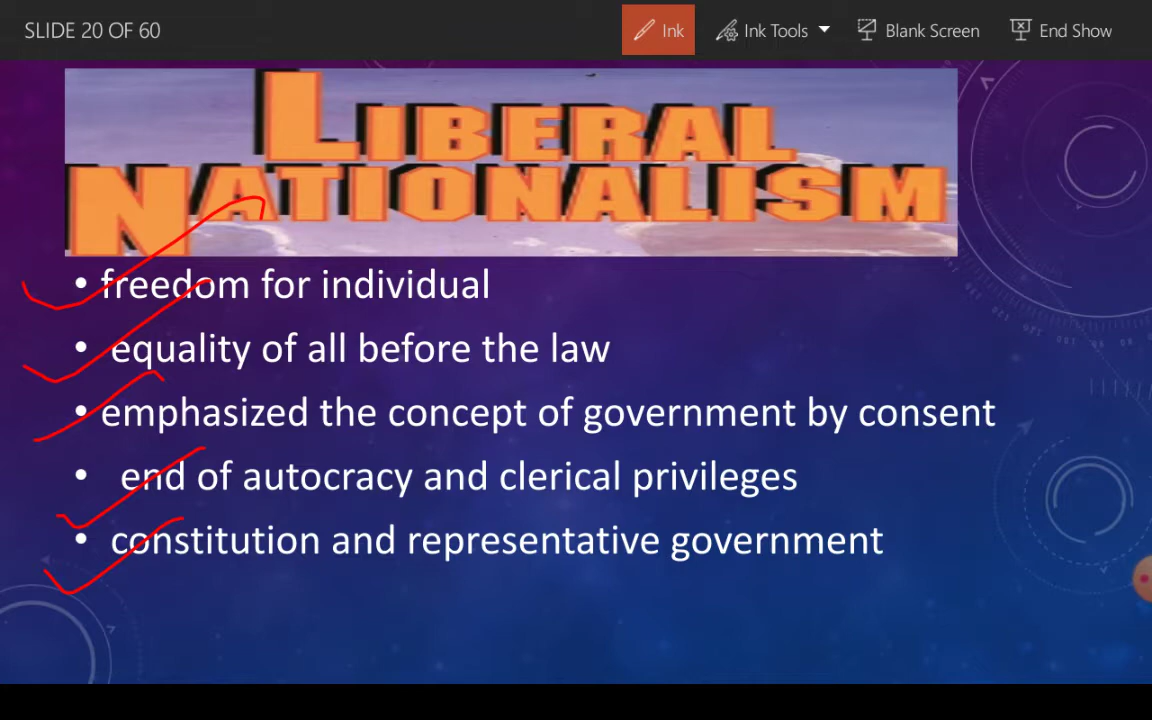 SLIDE 20 OF 60
Ink
Ink Tools
Blank Screen
End Show
LIBERAL
NATIONALISM
• freedom for individual
• equality of all before the law
• emphasized the concept of government by consent
• end of autocracy and clerical privileges
• constitution and representative government